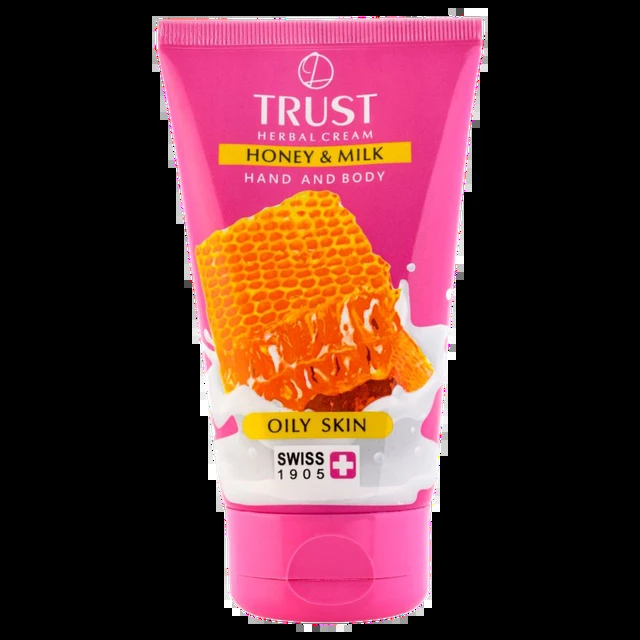 TRUST
HERBAL CREAM
HONEY & MILK
HAND AND BODY
OILY SKIN
SWISS
1905